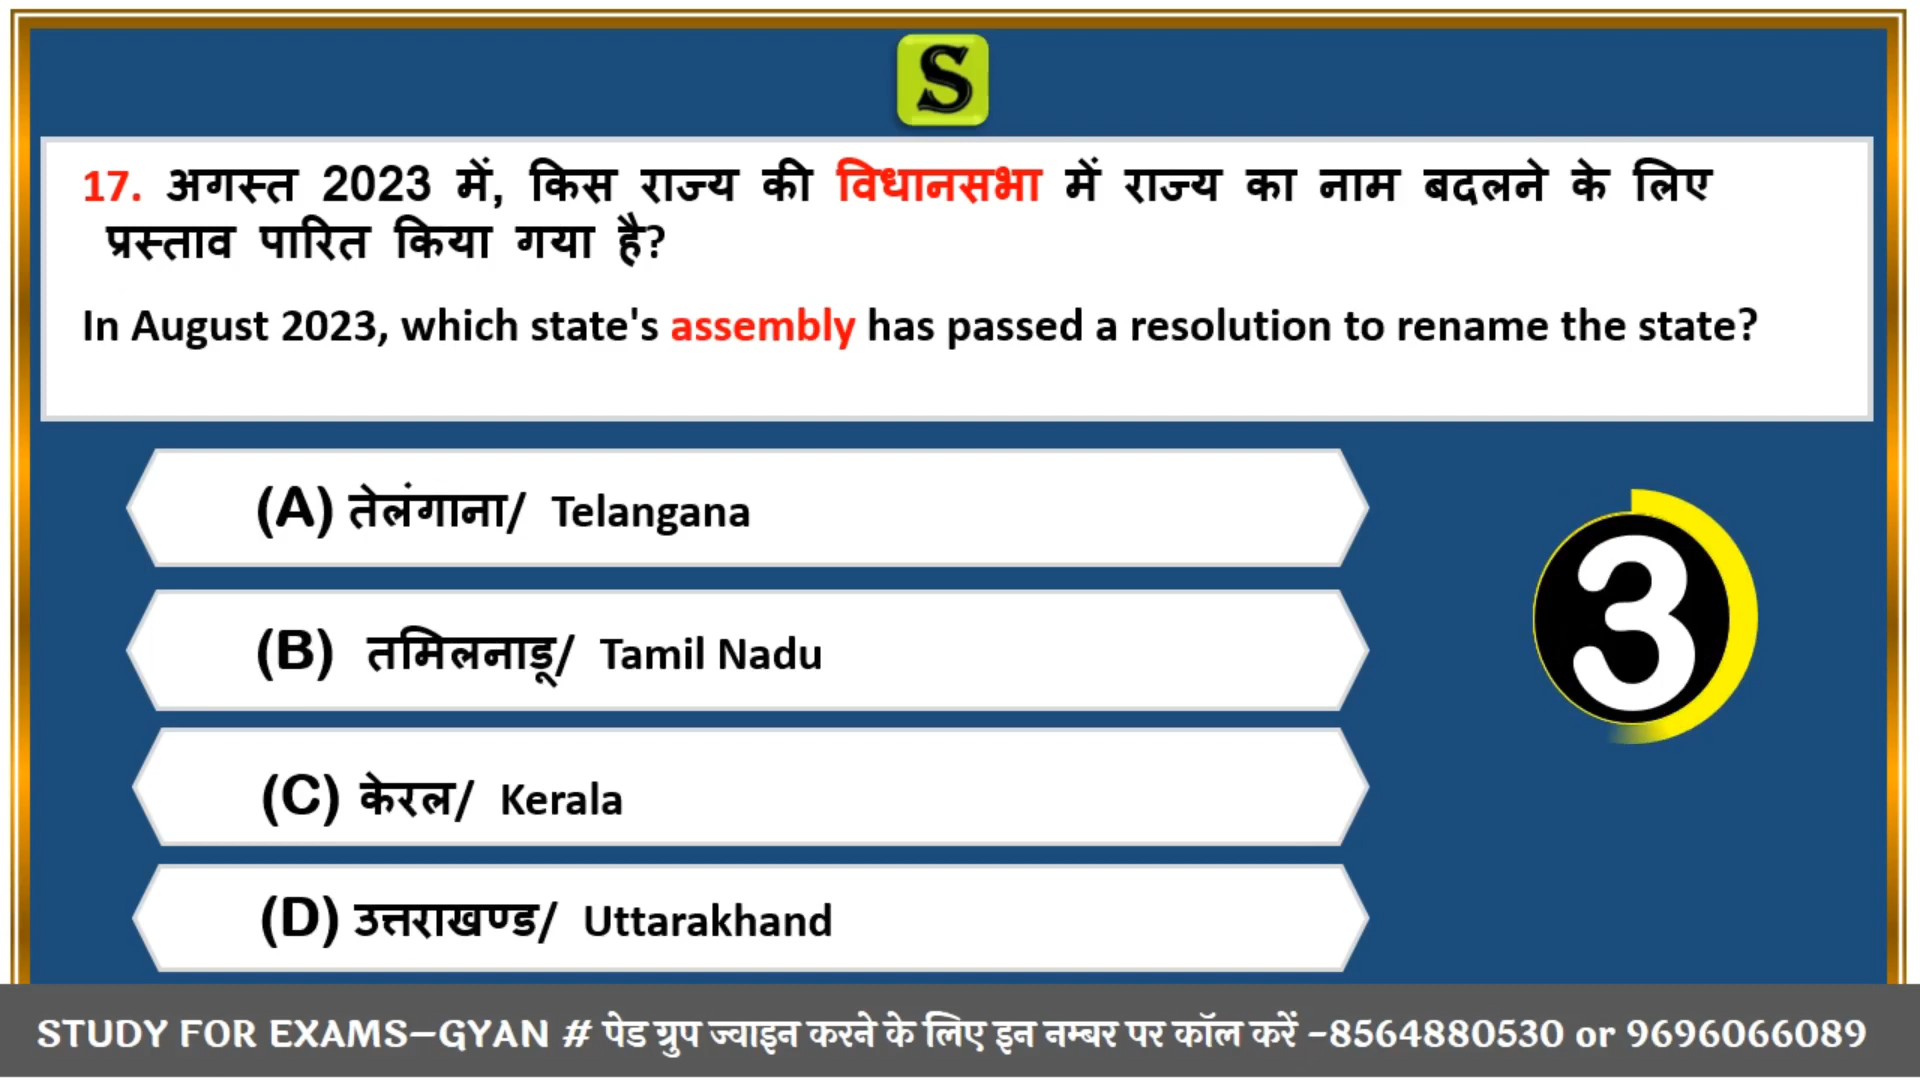 S
17. अगस्त 2023 में, किस राज्य की विधानसभा में राज्य का नाम बदलने के लिए
प्रस्ताव पारित किया गया है?
In August 2023, which state's assembly has passed a resolution to rename the state?
(A) तेलंगाना/ Telangana
(B) तमिलनाडू/ Tamil Nadu
3
(C) केरल/ Kerala
(D) उत्तराखण्ड/ Uttarakhand
STUDY FOR EXAMS–GYAN # पेड ग्रुप ज्वाइन करने के लिए इन नम्बर पर कॉल करें –8564880530 or 9696066089